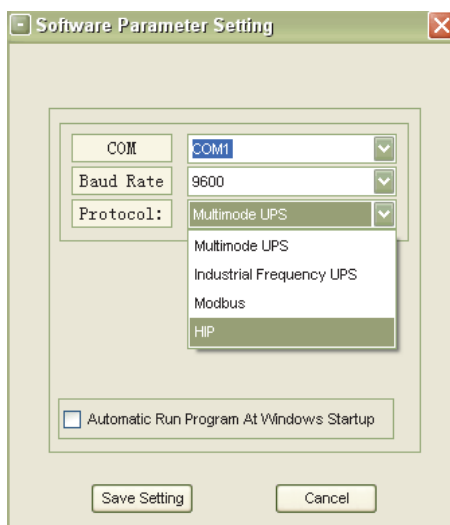 Software Parameter Setting
COM COM1
Baud Rate 9600
Protocol: Multimode UPS
Multimode UPS
Industrial Frequency UPS
Modbus
HIP
Automatic Run Program At Windows Startup
Save Setting Cancel